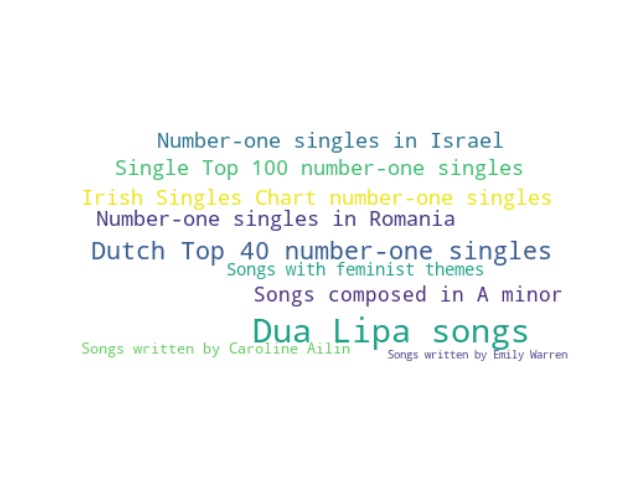 Number-one singles in Israel
Single Top 100 number-one singles
Irish Singles Chart number-one singles
Number-one singles in Romania
Dutch Top 40 number-one singles
Songs with feminist themes
Songs composed in A minor
Dua Lipa songs
Songs written by Caroline Ailin
Songs written by Emily Warren